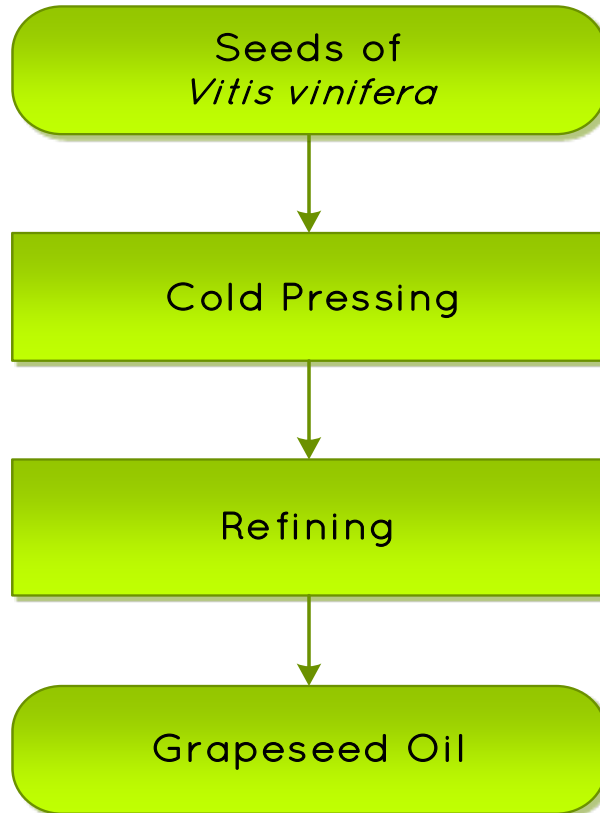 Seeds of
Vitis vinifera
Cold Pressing
Refining
Grapeseed Oil